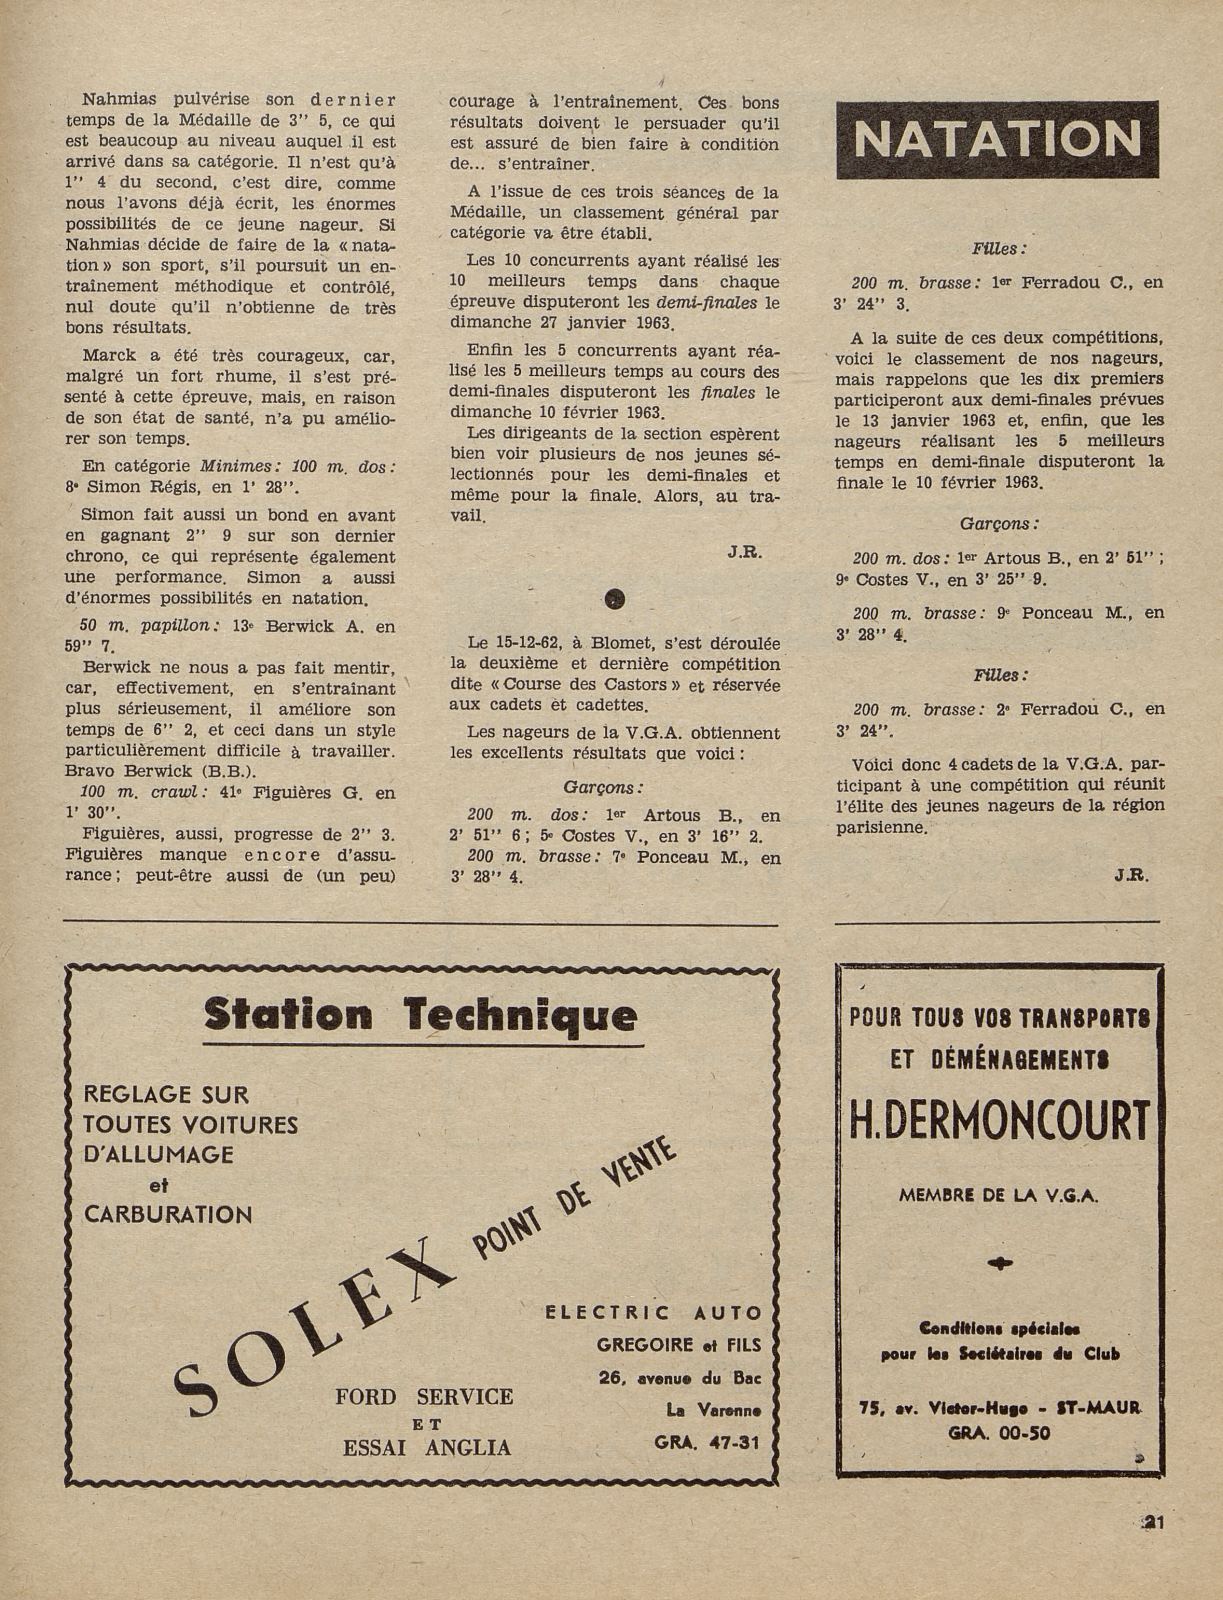 Nahmias pulvérise son dernier
temps de la Médaille de 3’’ 5, ce qui
est beaucoup au niveau auquel il est
arrivé dans sa catégorie. Il n’est qu’à
1’’ 4 du second, c’est dire, comme
nous l’avons déjà écrit, les énormes
possibilités de ce jeune nageur. Si
Nahmias décide de faire de la « nata-
tion » son sport, s’il poursuit un en-
traînement méthodique et contrôlé,
nul doute qu’il n’obtienne de très
bons résultats.
Marck a été très courageux, car,
malgré un fort rhume, il s’est pré-
senté à cette épreuve, mais, en raison
de son état de santé, n’a pu amélio-
rer son temps.
En catégorie Minimes : 100 m. dos :
8e Simon Régis, en 1’ 28’’.
Simon fait aussi un bond en avant
en gagnant 2’’ 9 sur son dernier
chrono, ce qui représente également
une performance. Simon a aussi
d’énormes possibilités en natation.
50 m. papillon : 13e Berwick A. en
59’’ 7.
Berwick ne nous a pas fait mentir,
car, effectivement, en s’entraînant
plus sérieusement, il améliore son
temps de 6’’ 2, et ceci dans un style
particulièrement difficile à travailler.
Bravo Berwick (B.B.).
100 m. crawl : 41e Figuières G. en
1’ 30’’.
Figuières, aussi, progresse de 2’’ 3.
Figuières manque encore d’assu-
rance ; peut-être aussi de (un peu)
courage à l’entraînement. Ces bons
résultats doivent le persuader qu’il
est assuré de bien faire à condition
de... s’entraîner.
A l’issue de ces trois séances de la
Médaille, un classement général par
catégorie va être établi.
Les 10 concurrents ayant réalisé les
10 meilleurs temps dans chaque
épreuve disputeront les demi-finales le
dimanche 27 janvier 1963.
Enfin les 5 concurrents ayant réa-
lisé les 5 meilleurs temps au cours des
demi-finales disputeront les finales le
dimanche 10 février 1963.
Les dirigeants de la section espèrent
bien voir plusieurs de nos jeunes sé-
lectionnés pour les demi-finales et
même pour la finale. Alors, au tra-
vail.
J.R.
Le 15-12-62, à Blomet, s’est déroulée
la deuxième et dernière compétition
dite « Course des Castors » et réservée
aux cadets et cadettes.
Les nageurs de la V.G.A. obtiennent
les excellents résultats que voici :
Garçons :
200 m. dos : 1er Artous B., en
2’ 51’’ 6 ; 5e Costes V., en 3’ 16’’ 2.
200 m. brasse : 7e Ponceau M., en
3’ 28’’ 4.
NATATION
Filles :
200 m. brasse : 1er Ferradou C., en
3’ 24’’ 3.
A la suite de ces deux compétitions,
voici le classement de nos nageurs,
mais rappelons que les dix premiers
participeront aux demi-finales prévues
le 13 janvier 1963 et, enfin, que les
nageurs réalisant les 5 meilleurs
temps en demi-finale disputeront la
finale le 10 février 1963.
Garçons :
200 m. dos : 1er Artous B., en 2’ 51’’ ;
9e Costes V., en 3’ 25’’ 9.
200 m. brasse : 9e Ponceau M., en
3’ 28’’ 4.
Filles :
200 m. brasse : 2e Ferradou C., en
3’ 24’’.
Voici donc 4 cadets de la V.G.A. par-
ticipant à une compétition qui réunit
l’élite des jeunes nageurs de la région
parisienne.
J.R.
Station Technique
REGLAGE SUR
TOUTES VOITURES
D’ALLUMAGE
et
CARBURATION
SOLEX POINT DE VENTE
FORD SERVICE
ET
ESSAI ANGLIA
ELECTRIC AUTO
GREGOIRE et FILS
26, avenue du Bac
La Varenne
GRA. 47-31
POUR TOUS VOS TRANSPORTS
ET DÉMÉNAGEMENTS
H. DERMONCOURT
MEMBRE DE LA V.G.A.
Conditions spéciales
pour les Sociétaires du Club
75, av. Victor-Hugo - ST-MAUR
GRA. 00-50
21